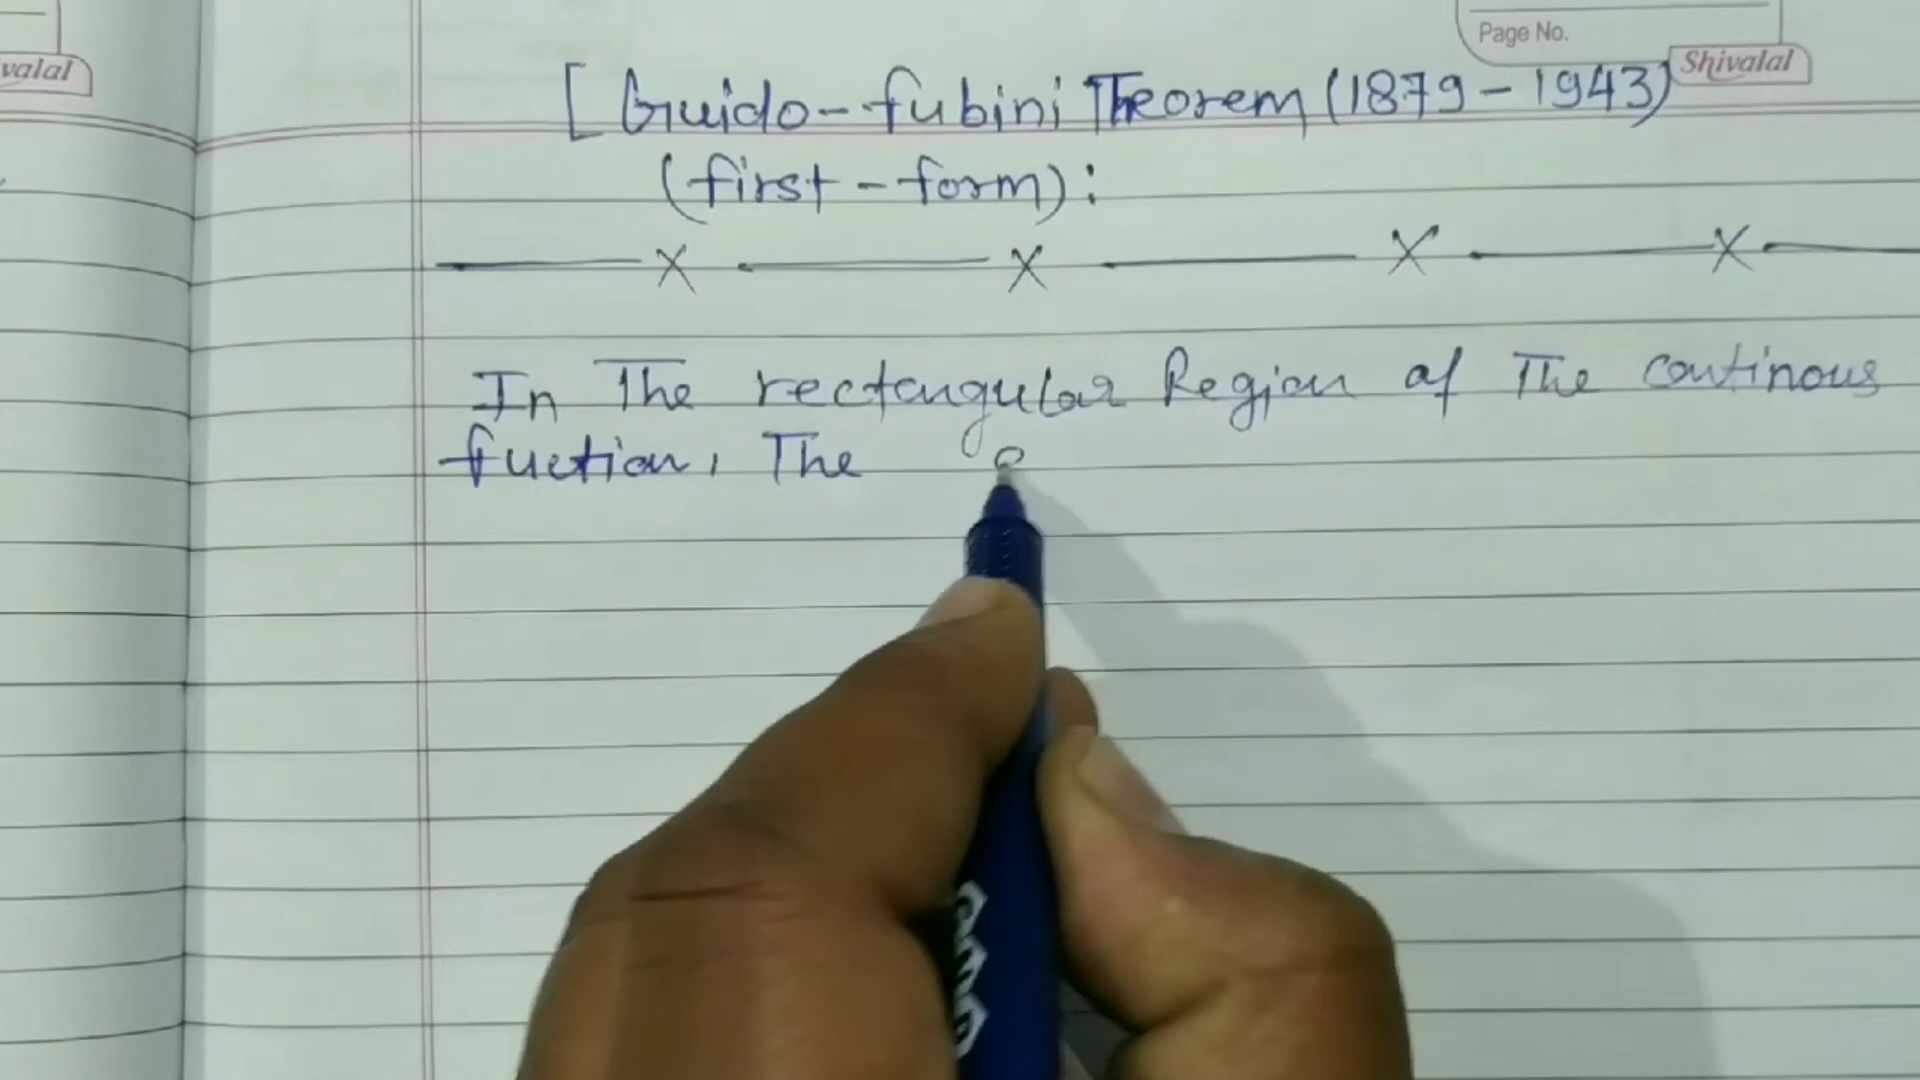 valal
Page No.
Shivalal
[ Guido-fubini Theorem (1879-1943)
(first-form):
X X X X
In The rectangular Region of The continous
fuction, The